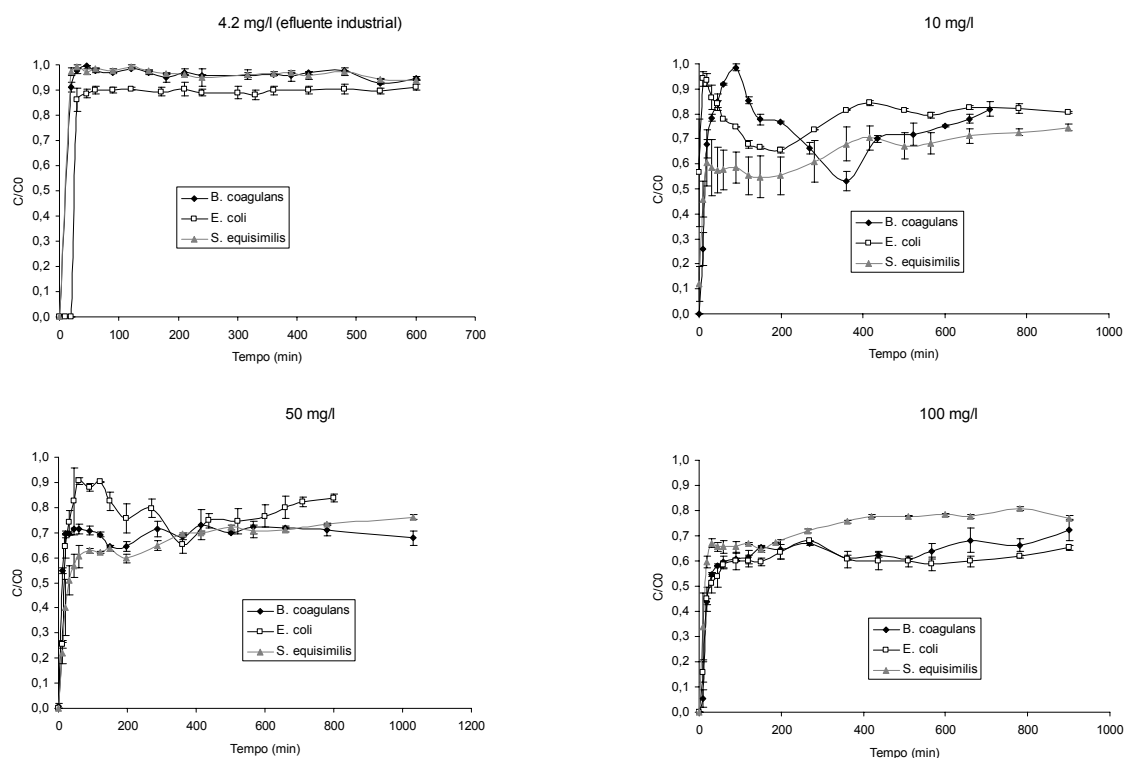 4.2 mg/l (efluente industrial)
1,0
0,9
0,8
0,7
0,6
0,5
0,4
0,3
0,2
0,1
0,0
C/C0
B. coagulans
E. coli
S. equisimilis
0 100 200 300 400 500 600 700
Tempo (min)
10 mg/l
1,0
0,9
0,8
0,7
0,6
0,5
0,4
0,3
0,2
0,1
0,0
C/C0
B. coagulans
E. coli
S. equisimilis
0 200 400 600 800 1000
Tempo (min)
50 mg/l
1,0
0,9
0,8
0,7
0,6
0,5
0,4
0,3
0,2
0,1
0,0
C/C0
B. coagulans
E. coli
S. equisimilis
0 200 400 600 800 1000 1200
Tempo (min)
100 mg/l
1,0
0,9
0,8
0,7
0,6
0,5
0,4
0,3
0,2
0,1
0,0
C/C0
B. coagulans
E. coli
S. equisimilis
0 200 400 600 800 1000
Tempo (min)